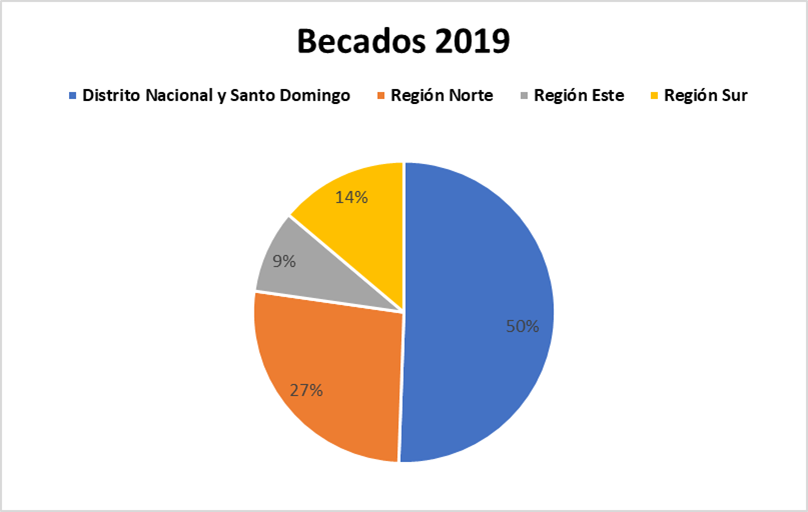 Becados 2019
Distrito Nacional y Santo Domingo Región Norte Región Este Región Sur
14%
9%
50%
27%